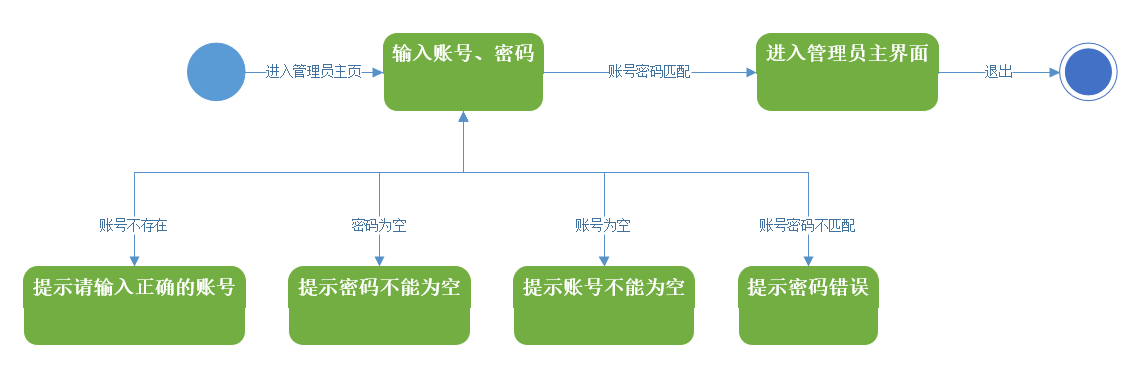 进入管理员主页
输入账号、密码
账号密码匹配
进入管理员主界面
退出
账号不存在
密码为空
账号为空
账号密码不匹配
提示请输入正确的账号
提示密码不能为空
提示账号不能为空
提示密码错误